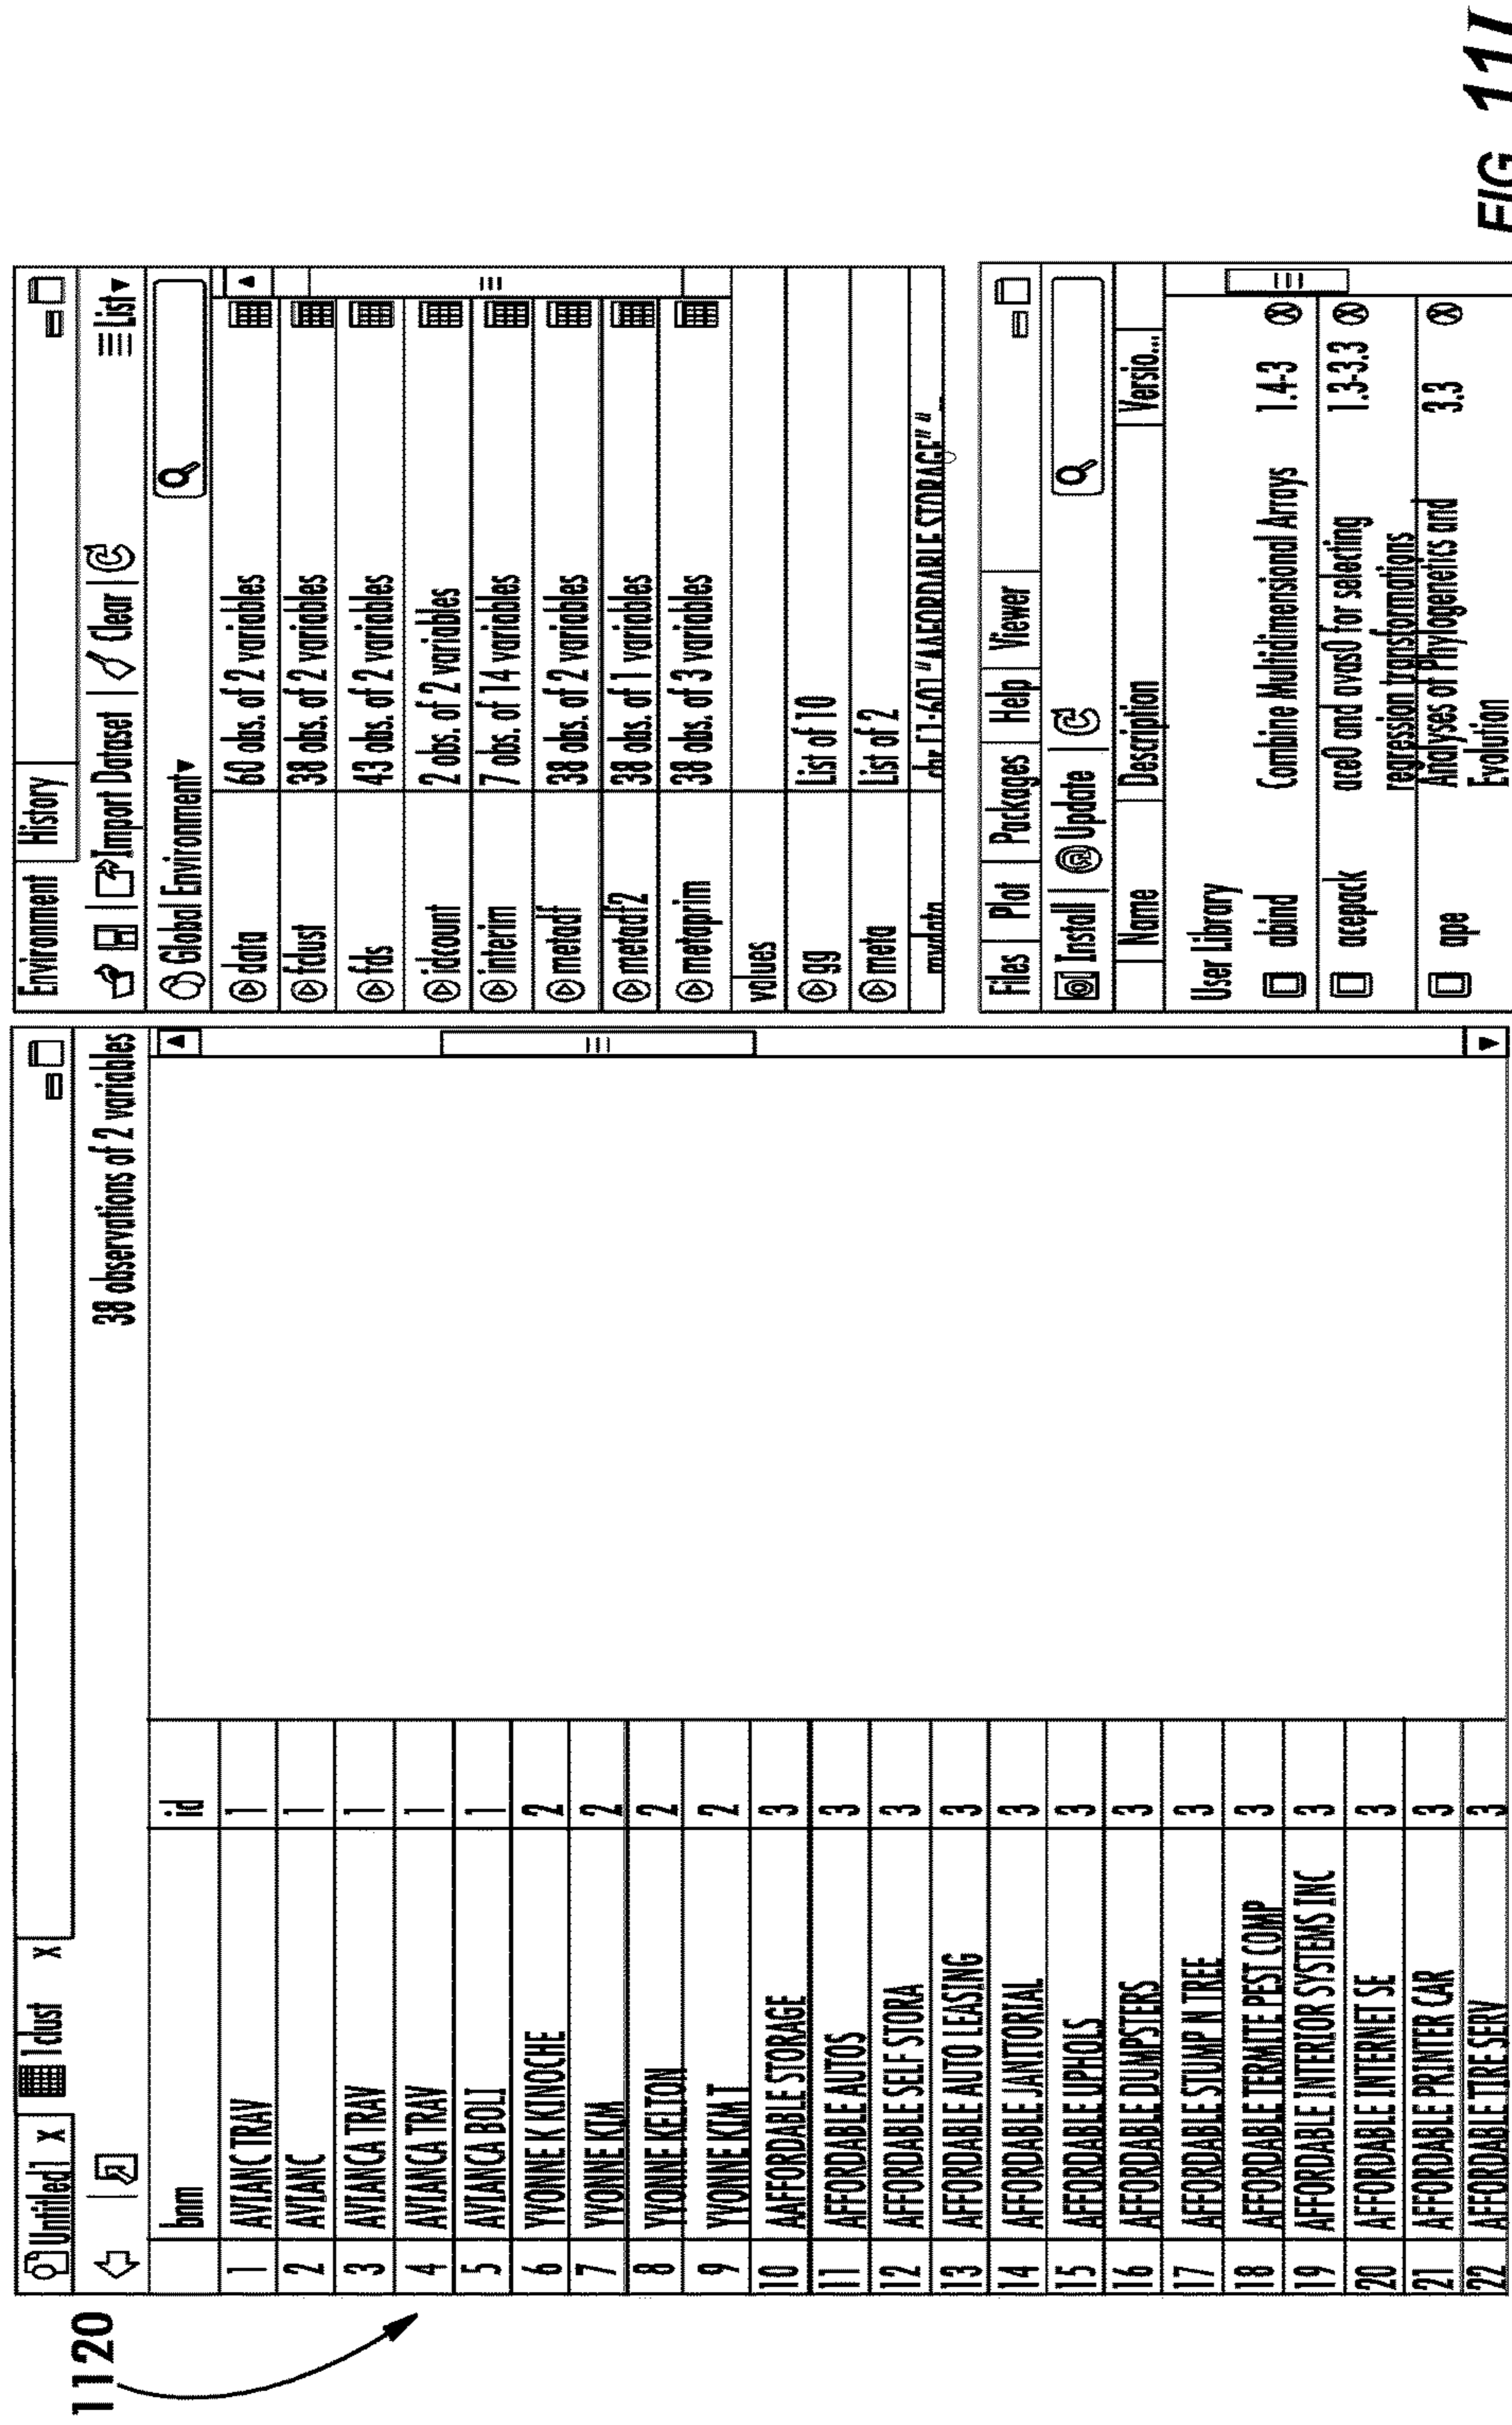 1120
Untitled1 x 1clust x
38 observations of 2 variables
bnm id
1 AVIANC TRAV 1
2 AVIANC 1
3 AVIANCA TRAV 1
4 AVIANCA TRAV 1
5 AVIANCA BOLI 1
6 YVONNE K KINOCHE 2
7 YVONNE KIM 2
8 YVONNE KELTON 2
9 YVONNE KIM T 2
10 AAFFORDABLE STORAGE 3
11 AFFORDABLE AUTOS 3
12 AFFORDABLE SELF STORA 3
13 AFFORDABLE AUTO LEASING 3
14 AFFORDABLE JANITORIAL 3
15 AFFORDABLE UPHOLS 3
16 AFFORDABLE DUMPSTERS 3
17 AFFORDABLE STUMP N TREE 3
18 AFFORDABLE TERMITE PEST COMP 3
19 AFFORDABLE INTERIOR SYSTEMS INC 3
20 AFFORDABLE INTERNET SE 3
21 AFFORDABLE PRINTER CAR 3
22 AFFORDABLE TIRE SERV 3
Environment History
Import Dataset Clear List
Global Environment
data 60 obs. of 2 variables
fclust 38 obs. of 2 variables
fds 43 obs. of 2 variables
idcount 2 obs. of 2 variables
interim 7 obs. of 14 variables
metadf 38 obs. of 2 variables
metadf2 38 obs. of 1 variables
metaprim 38 obs. of 3 variables
values
gg List of 10
meta List of 2
mydata chr [1:60] "AAFORDABLE STORAGE" "
Files Plot Packages Help Viewer
Install Update
Name Description Versio...
User Library
abind Combine Multidimensional Arrays 1.4-3
acepack ace0 and avas0 for selecting 1.3-3.3
regression transformations
ape Analyses of Phylogenetics and 3.3
Evolution
FIG 11I